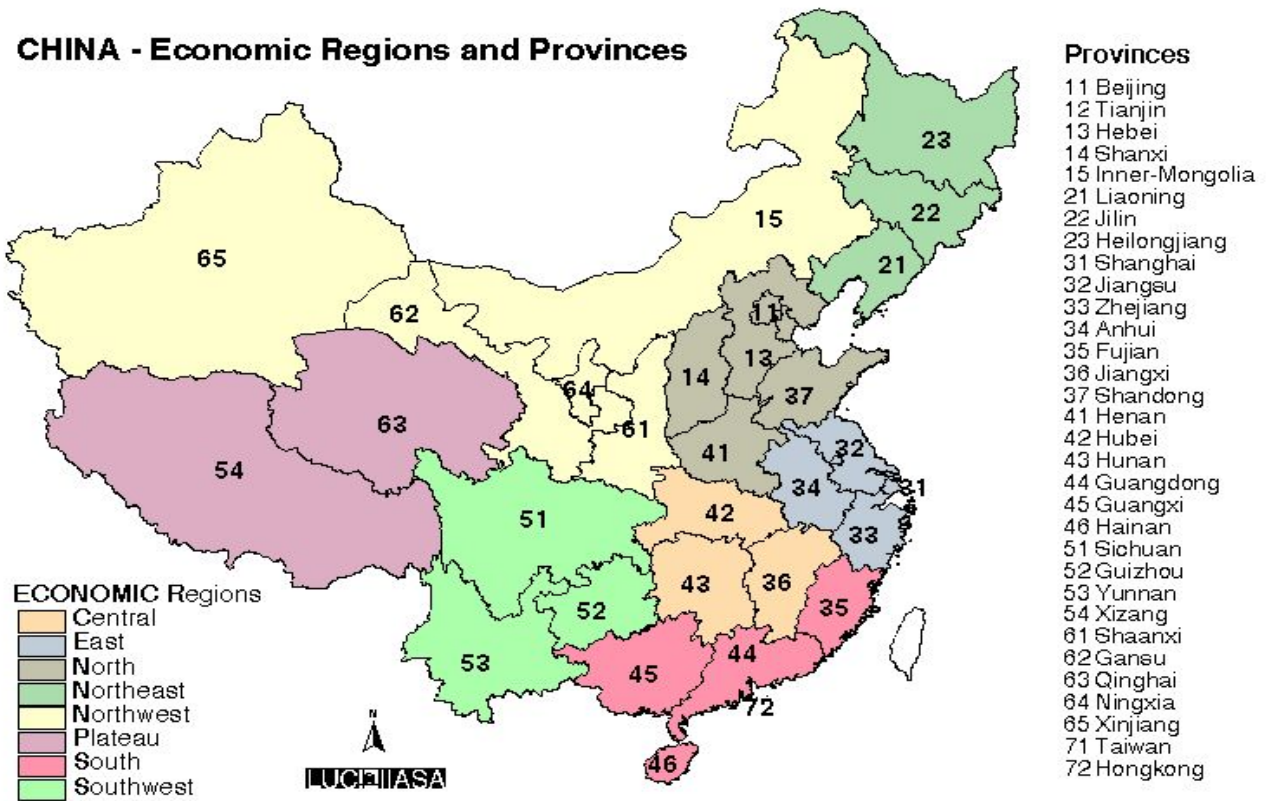 CHINA - Economic Regions and Provinces
Provinces
11 Beijing
12 Tianjin
13 Hebei
14 Shanxi
15 Inner-Mongolia
21 Liaoning
22 Jilin
23 Heilongjiang
31 Shanghai
32 Jiangsu
33 Zhejiang
34 Anhui
35 Fujian
36 Jiangxi
37 Shandong
41 Henan
42 Hubei
43 Hunan
44 Guangdong
45 Guangxi
46 Hainan
51 Sichuan
52 Guizhou
53 Yunnan
54 Xizang
61 Shaanxi
62 Gansu
63 Qinghai
64 Ningxia
65 Xinjiang
71 Taiwan
72 Hongkong
23
22
15
21
65
62
11
13
14
64
37
63
61
41
32
54
34
31
51
42
33
43
36
52
35
44
53
45
72
46
ECONOMIC Regions
Central
East
North
Northeast
Northwest
Plateau
South
Southwest
N